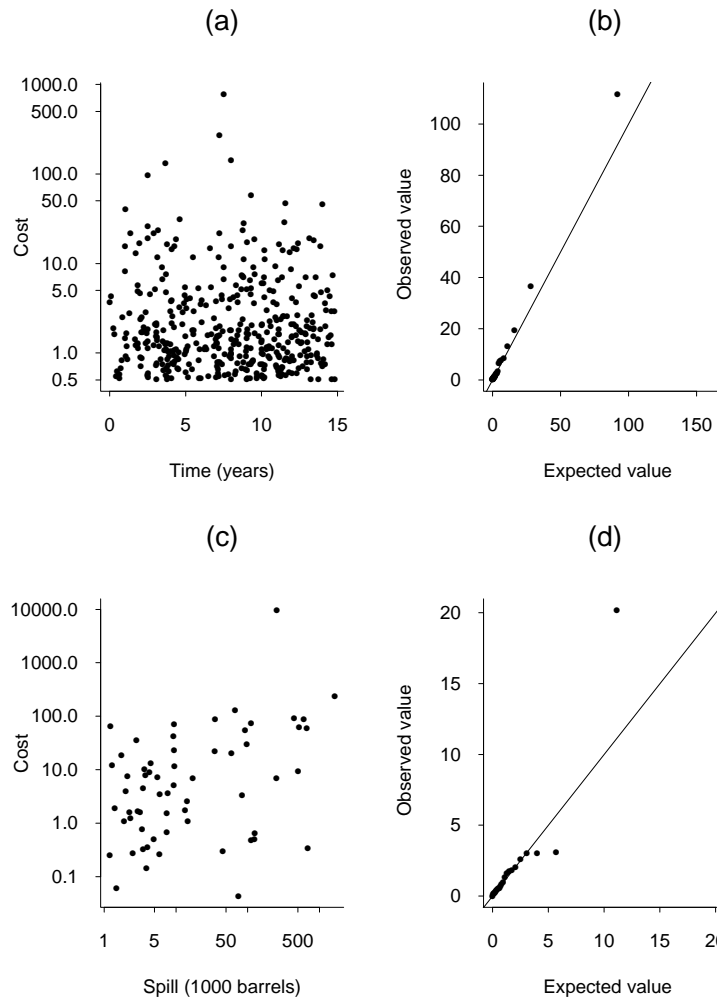 (a)
1000.0
500.0
100.0
50.0
10.0
5.0
1.0
0.5
Cost
0 5 10 15
Time (years)
(b)
100
80
60
40
20
0
Observed value
0 50 100 150
Expected value
(c)
10000.0
1000.0
100.0
10.0
1.0
0.1
Cost
1 5 50 500
Spill (1000 barrels)
(d)
20
15
10
5
0
Observed value
0 5 10 15 20
Expected value